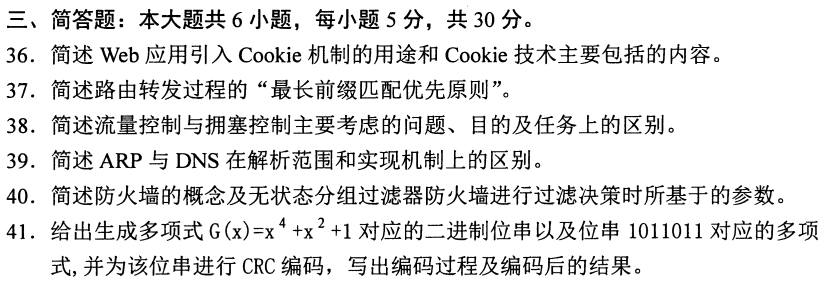 三、简答题：本大题共 6 小题，每小题 5 分，共 30 分。
36．简述 Web 应用引入 Cookie 机制的用途和 Cookie 技术主要包括的内容。
37．简述路由转发过程的“最长前缀匹配优先原则”。
38．简述流量控制与拥塞控制主要考虑的问题、目的及任务上的区别。
39．简述 ARP 与 DNS 在解析范围和实现机制上的区别。
40．简述防火墙的概念及无状态分组过滤器防火墙进行过滤决策时所基于的参数。
41．给出生成多项式 G(x)=x⁴+x²+1 对应的二进制位串以及位串 1011011 对应的多项
式,并为该位串进行 CRC 编码，写出编码过程及编码后的结果。